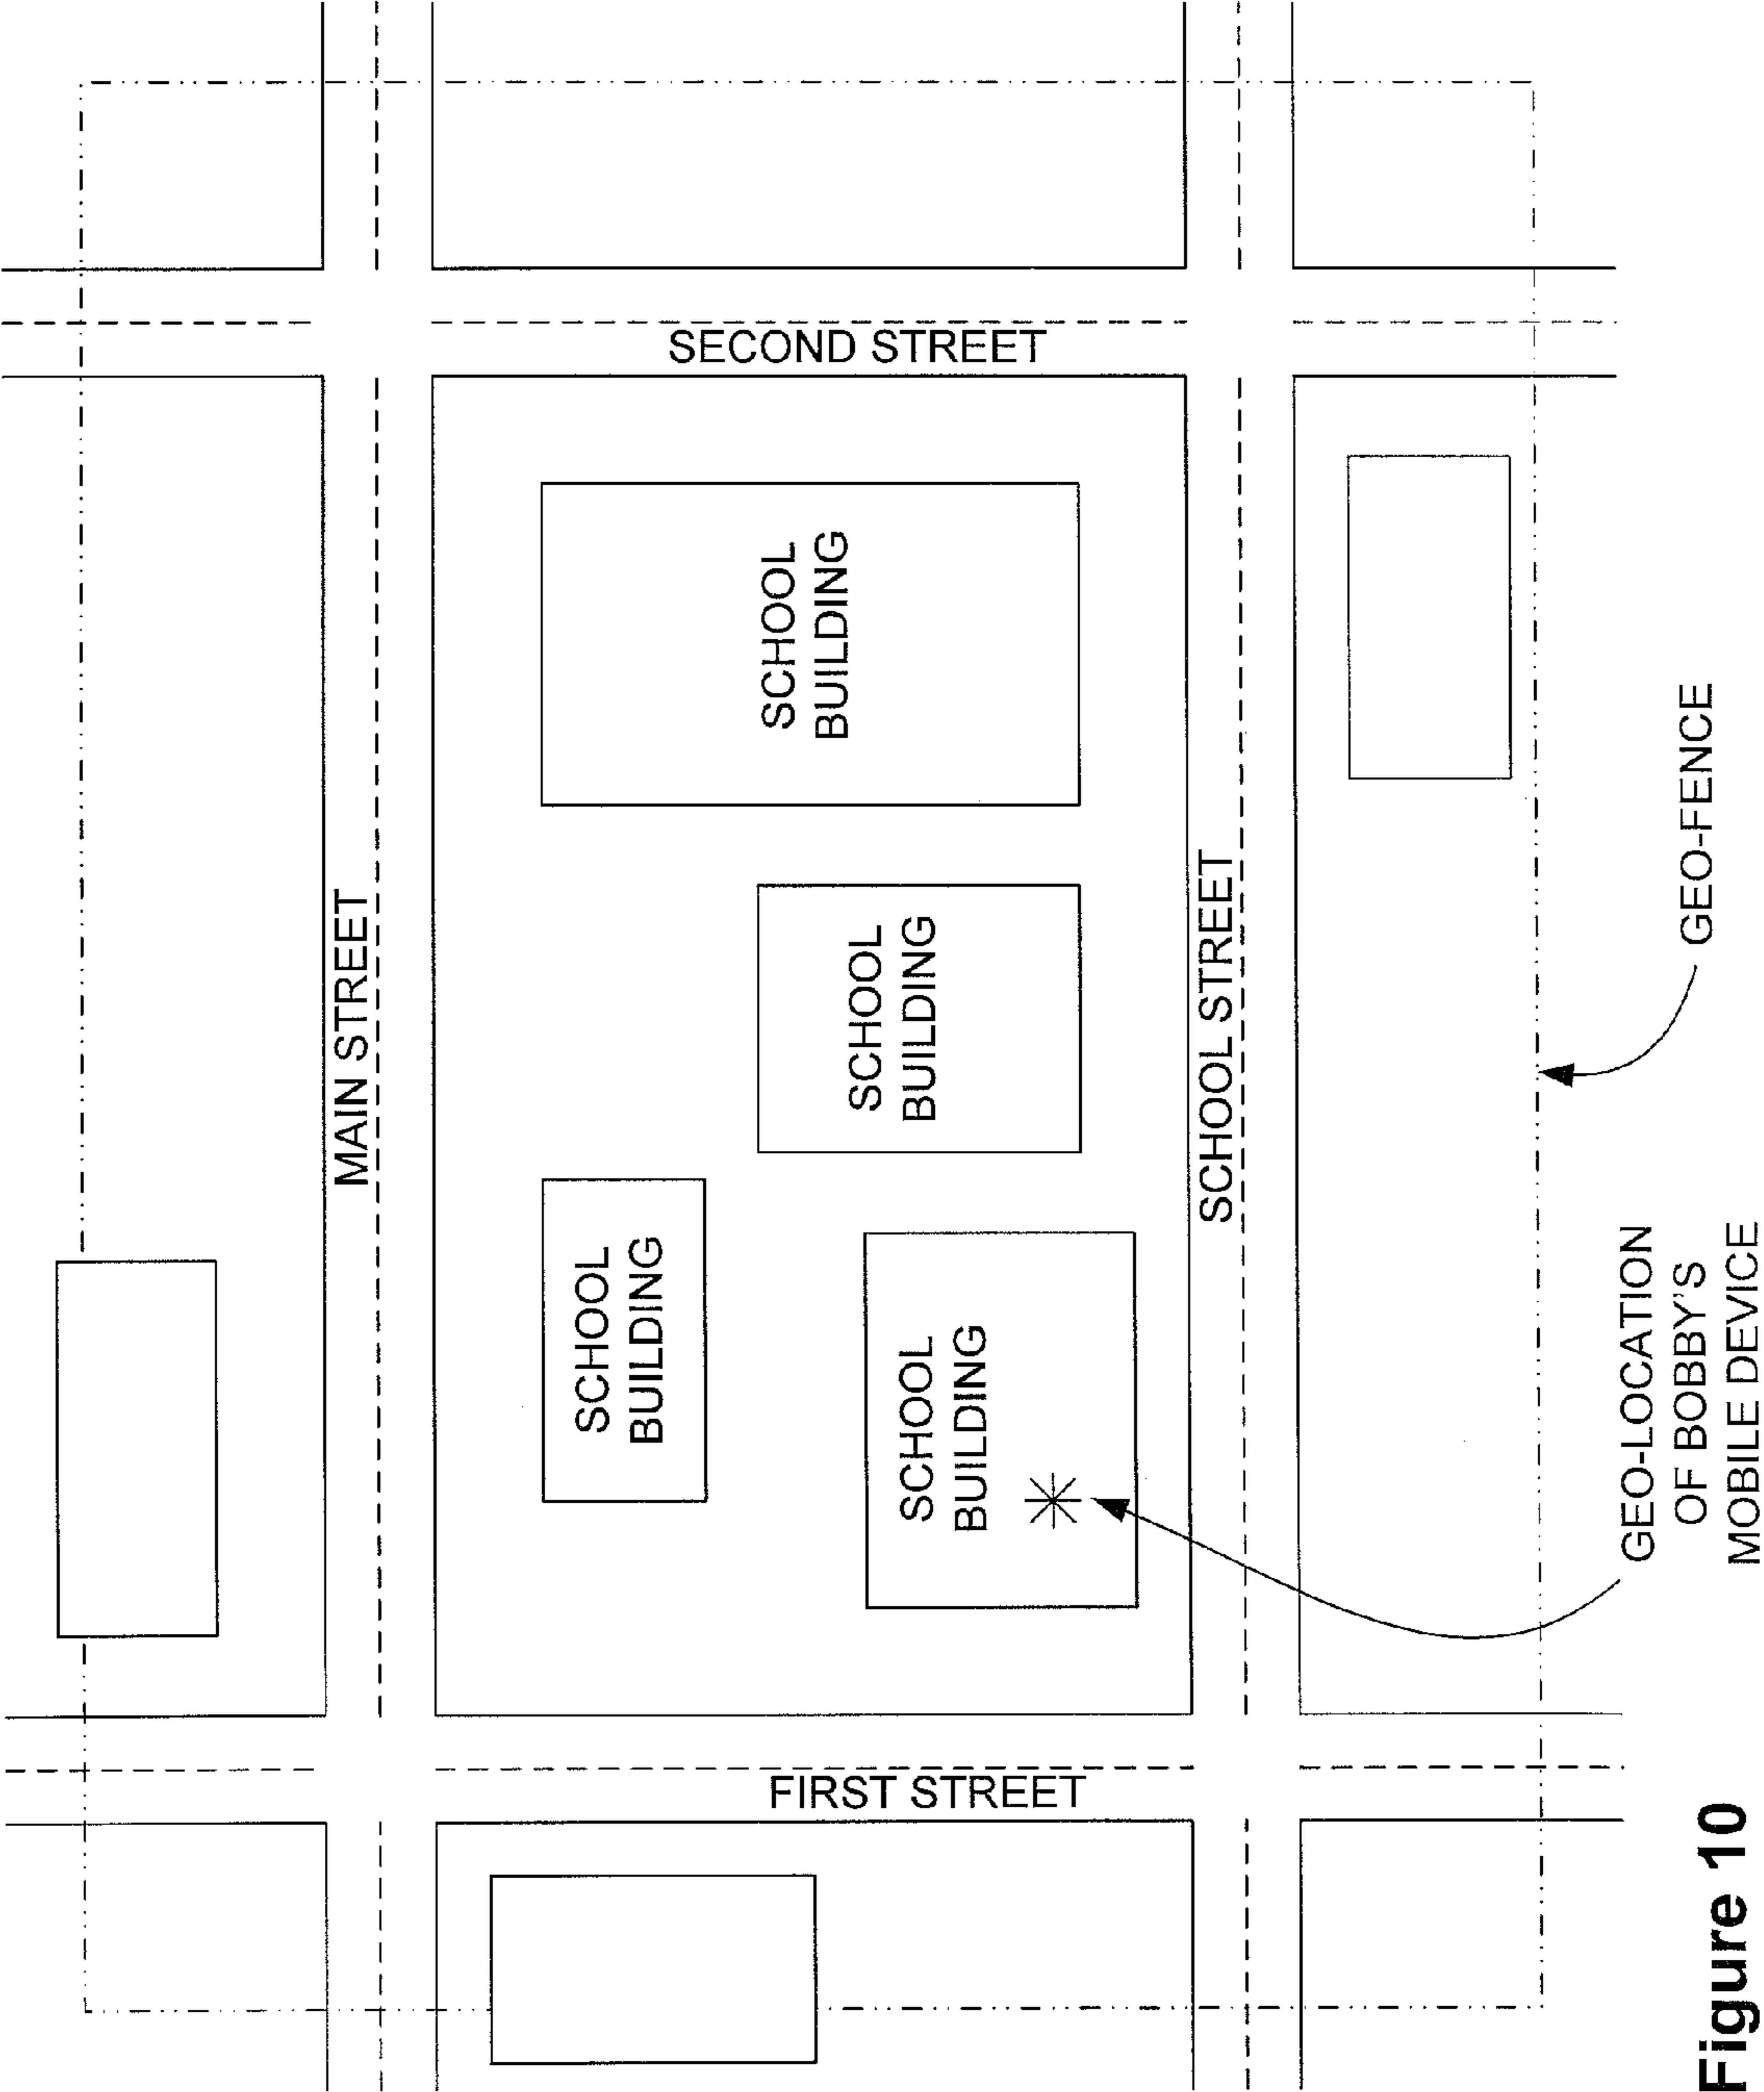 SECOND STREET
MAIN STREET
SCHOOL
BUILDING
SCHOOL
BUILDING
SCHOOL
BUILDING
SCHOOL
BUILDING
SCHOOL STREET
FIRST STREET
GEO-LOCATION
OF BOBBY'S
MOBILE DEVICE
GEO-FENCE
Figure 10